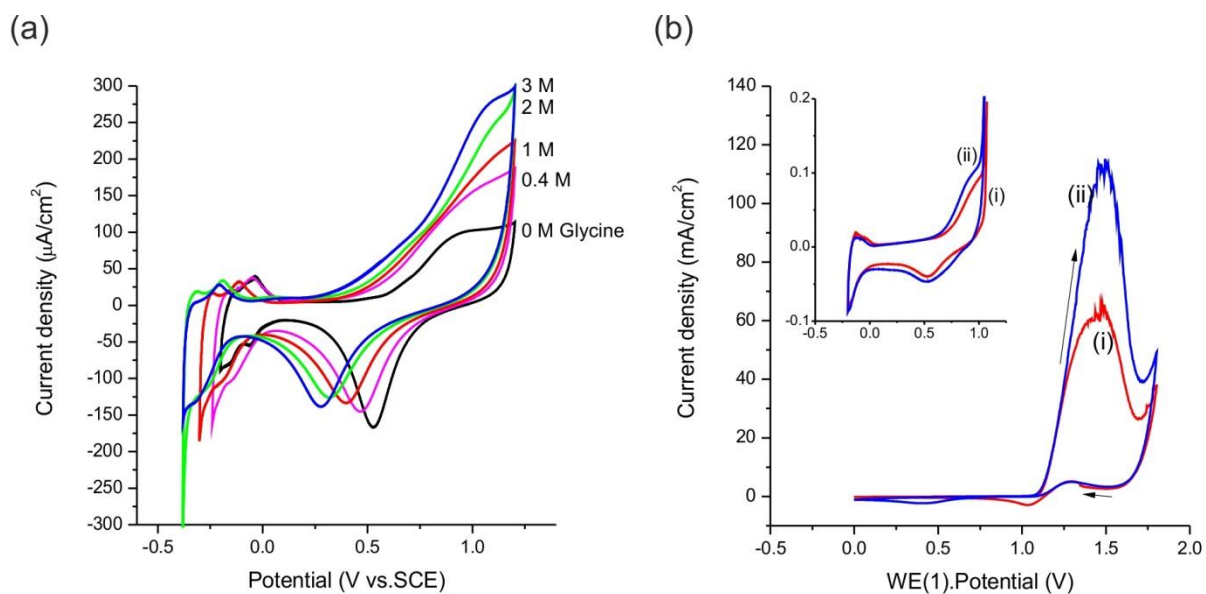 (a)
300
250
200
150
100
50
0
-50
-100
-150
-200
-250
-300
Current density (μA/cm²)
-0.5
0.0
0.5
1.0
Potential (V vs.SCE)
3 M
2 M
1 M
0.4 M
0 M Glycine
(b)
140
120
100
80
60
40
20
0
Current density (mA/cm²)
-0.5
0.0
0.5
1.0
1.5
2.0
WE(1).Potential (V)
(ii)
(i)
0.2
0.1
0.0
-0.1
-0.5
0.0
0.5
1.0
(ii)
(i)